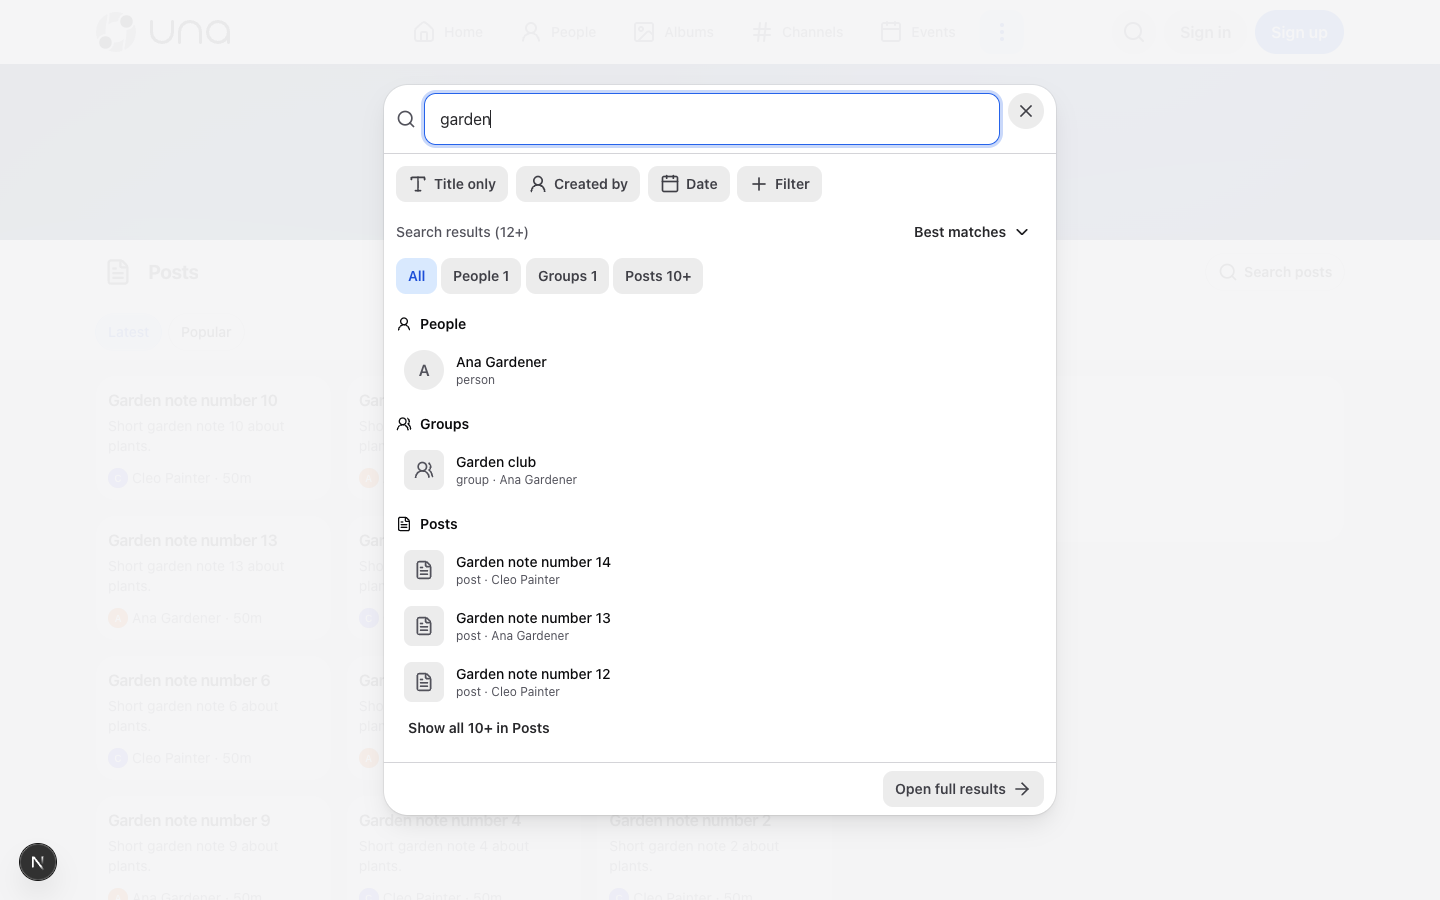 una
Home
People
Albums
Channels
Events
Sign in
Sign up
garden
Title only
Created by
Date
Filter
Search results (12+)
Best matches
All
People 1
Groups 1
Posts 10+
People
A
Ana Gardener
person
Groups
Garden club
group · Ana Gardener
Posts
Garden note number 14
post · Cleo Painter
Garden note number 13
post · Ana Gardener
Garden note number 12
post · Cleo Painter
Show all 10+ in Posts
Open full results
Posts
Search posts
Latest
Popular
Garden note number 10
Short garden note 10 about
plants.
Cleo Painter · 50m
Garden note number 13
Short garden note 13 about
plants.
Ana Gardener · 50m
Garden note number 6
Short garden note 6 about
plants.
Cleo Painter · 50m
Garden note number 9
Short garden note 9 about
plants.
Ana Gardener · 50m
Garden note number 4
Short garden note 4 about
plants.
Cleo Painter · 50m
Garden note number 2
Short garden note 2 about
plants.
Cleo Painter · 50m
N